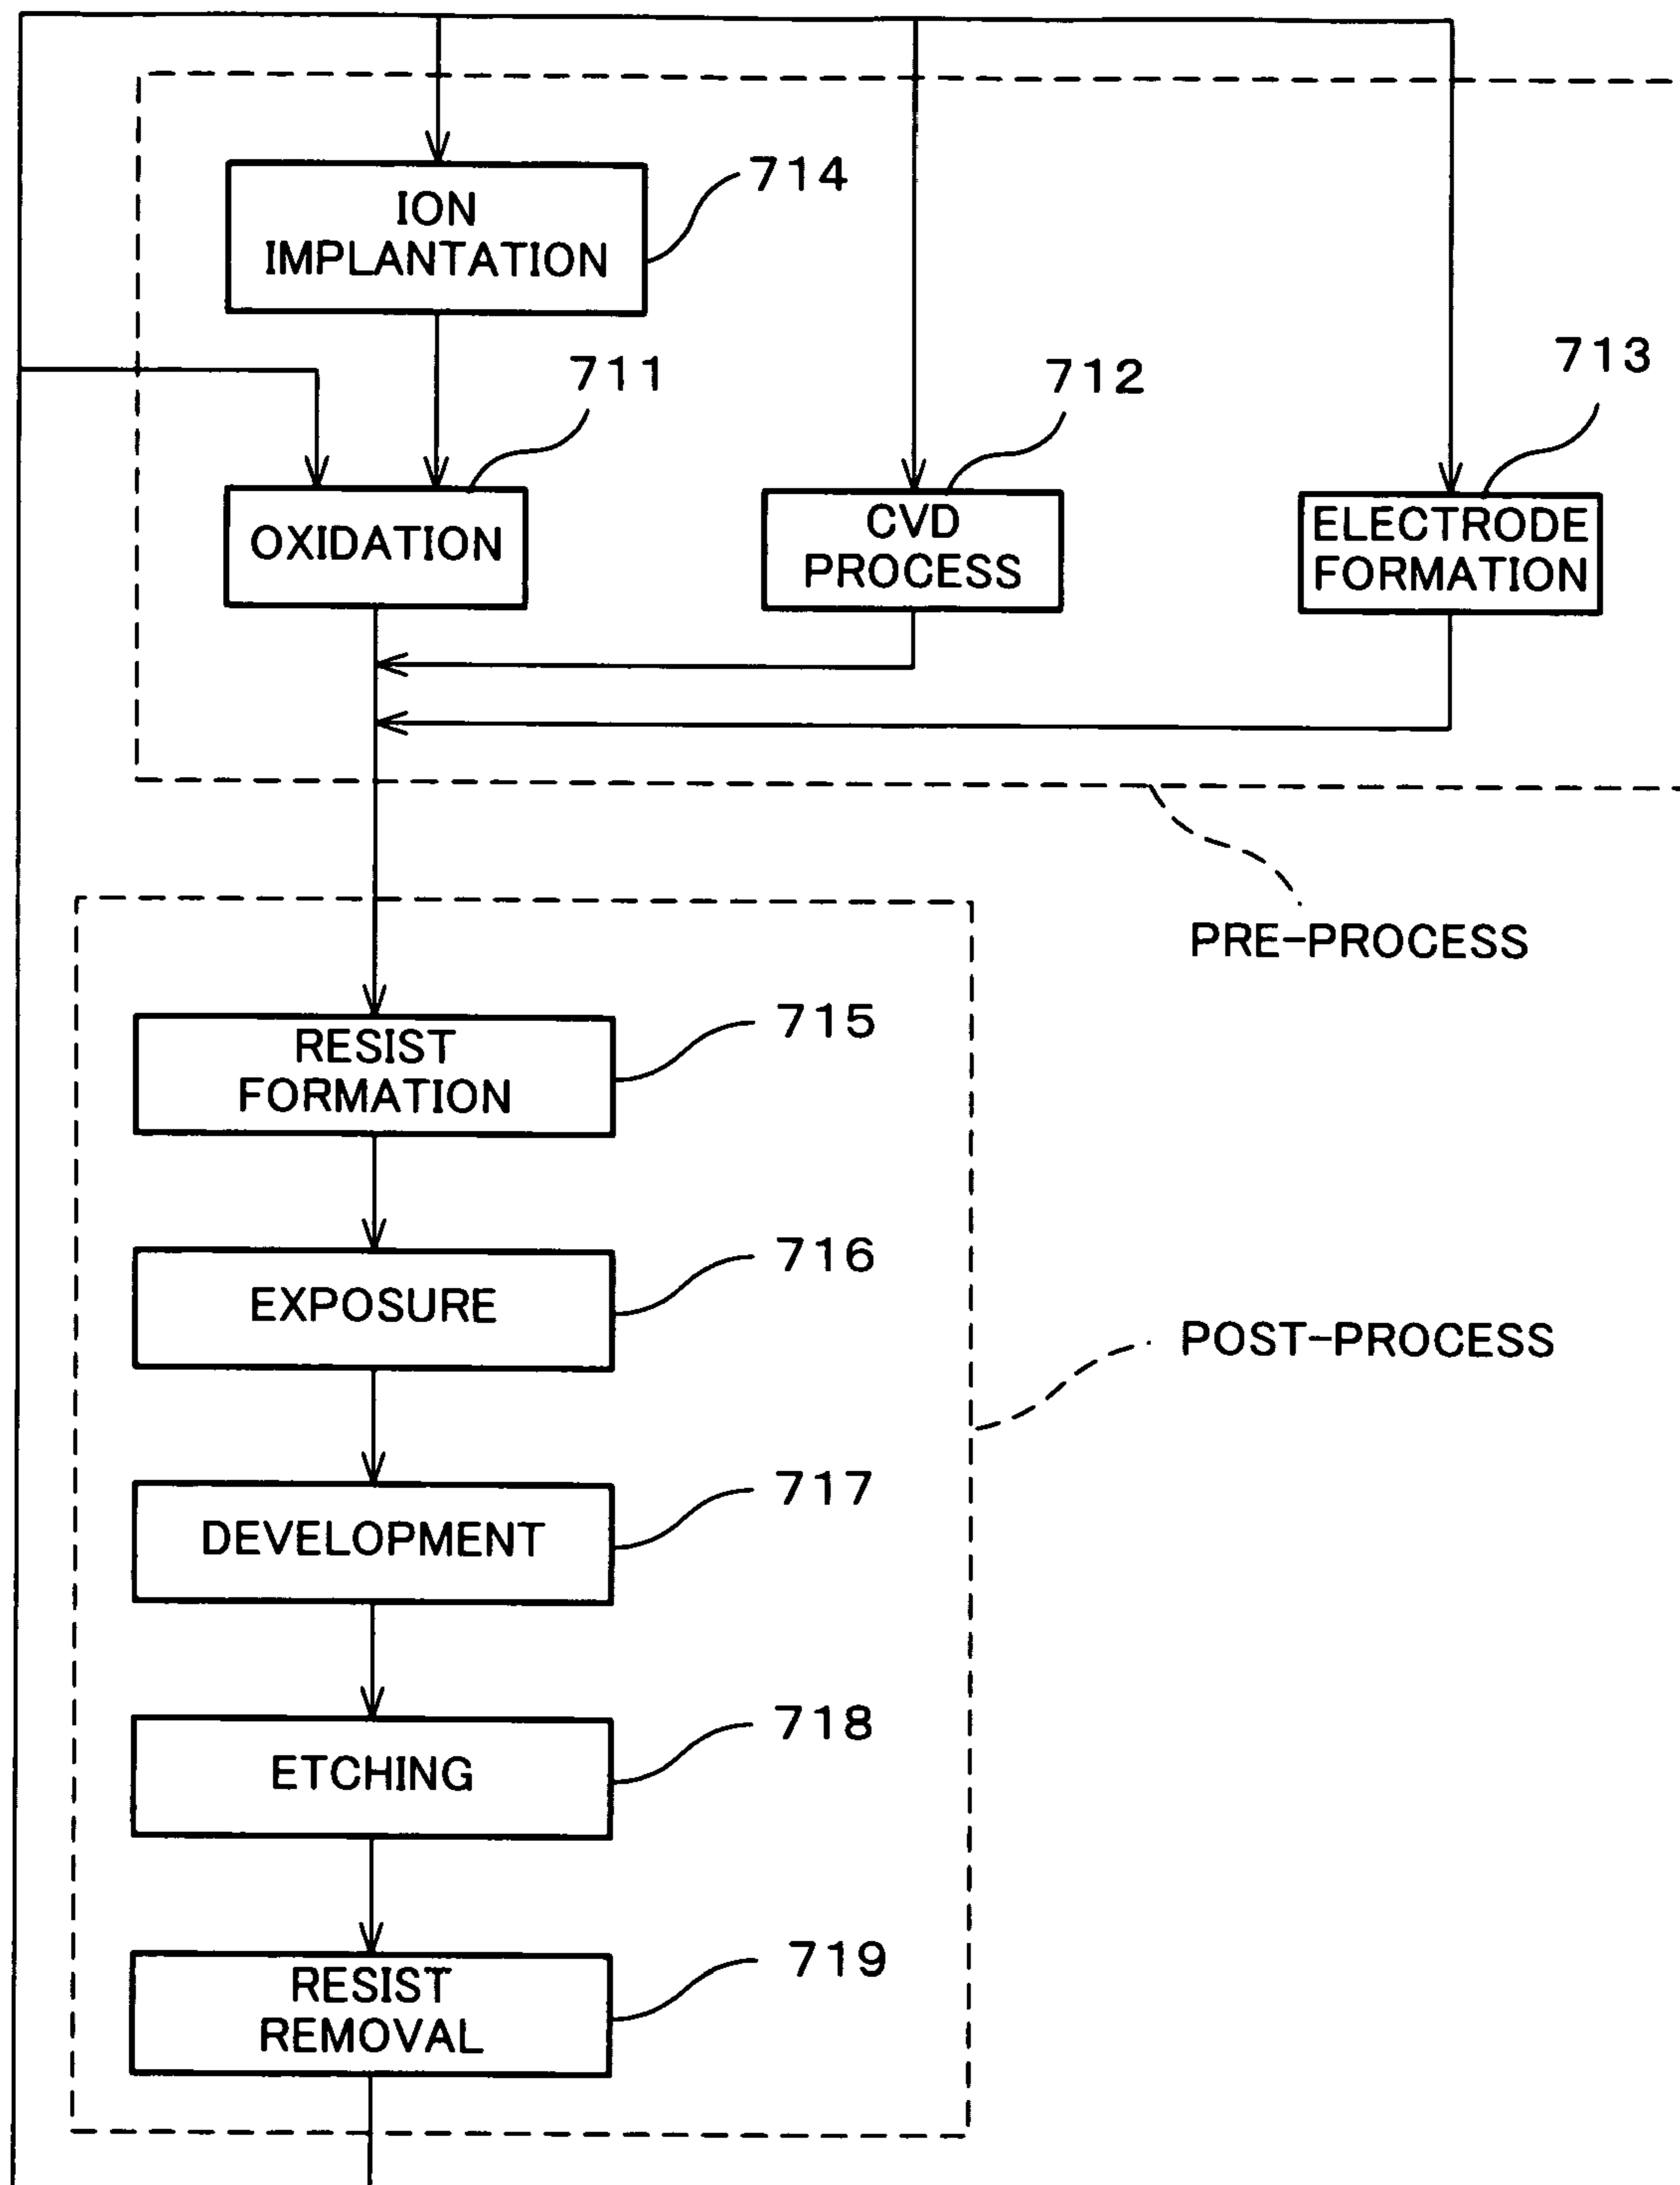 714
ION
IMPLANTATION
711
712
713
OXIDATION
CVD
PROCESS
ELECTRODE
FORMATION
PRE-PROCESS
715
RESIST
FORMATION
716
EXPOSURE
POST-PROCESS
717
DEVELOPMENT
718
ETCHING
719
RESIST
REMOVAL